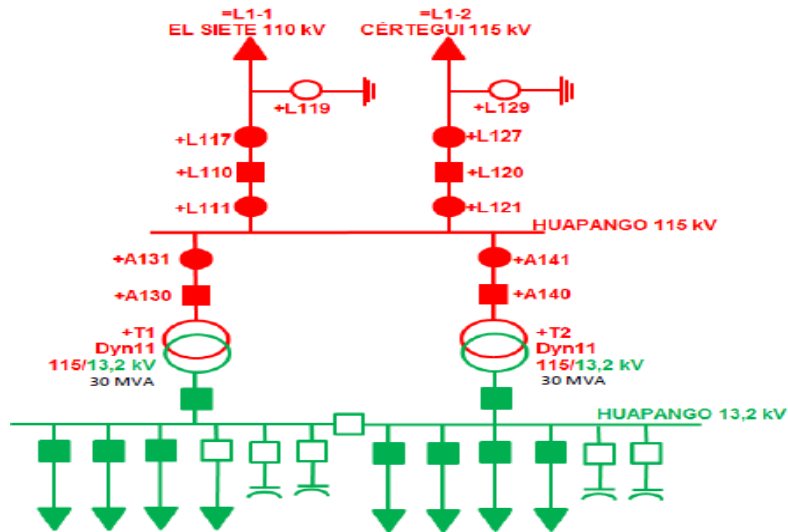 =L1-1
EL SIETE 110 kV
=L1-2
CÉRTEGUI 115 kV
+L119
+L129
+L117
+L127
+L110
+L120
+L111
+L121
HUAPANGO 115 kV
+A131
+A141
+A130
+A140
+T1
Dyn11
115/13,2 kV
30 MVA
+T2
Dyn11
115/13,2 kV
30 MVA
HUAPANGO 13,2 kV